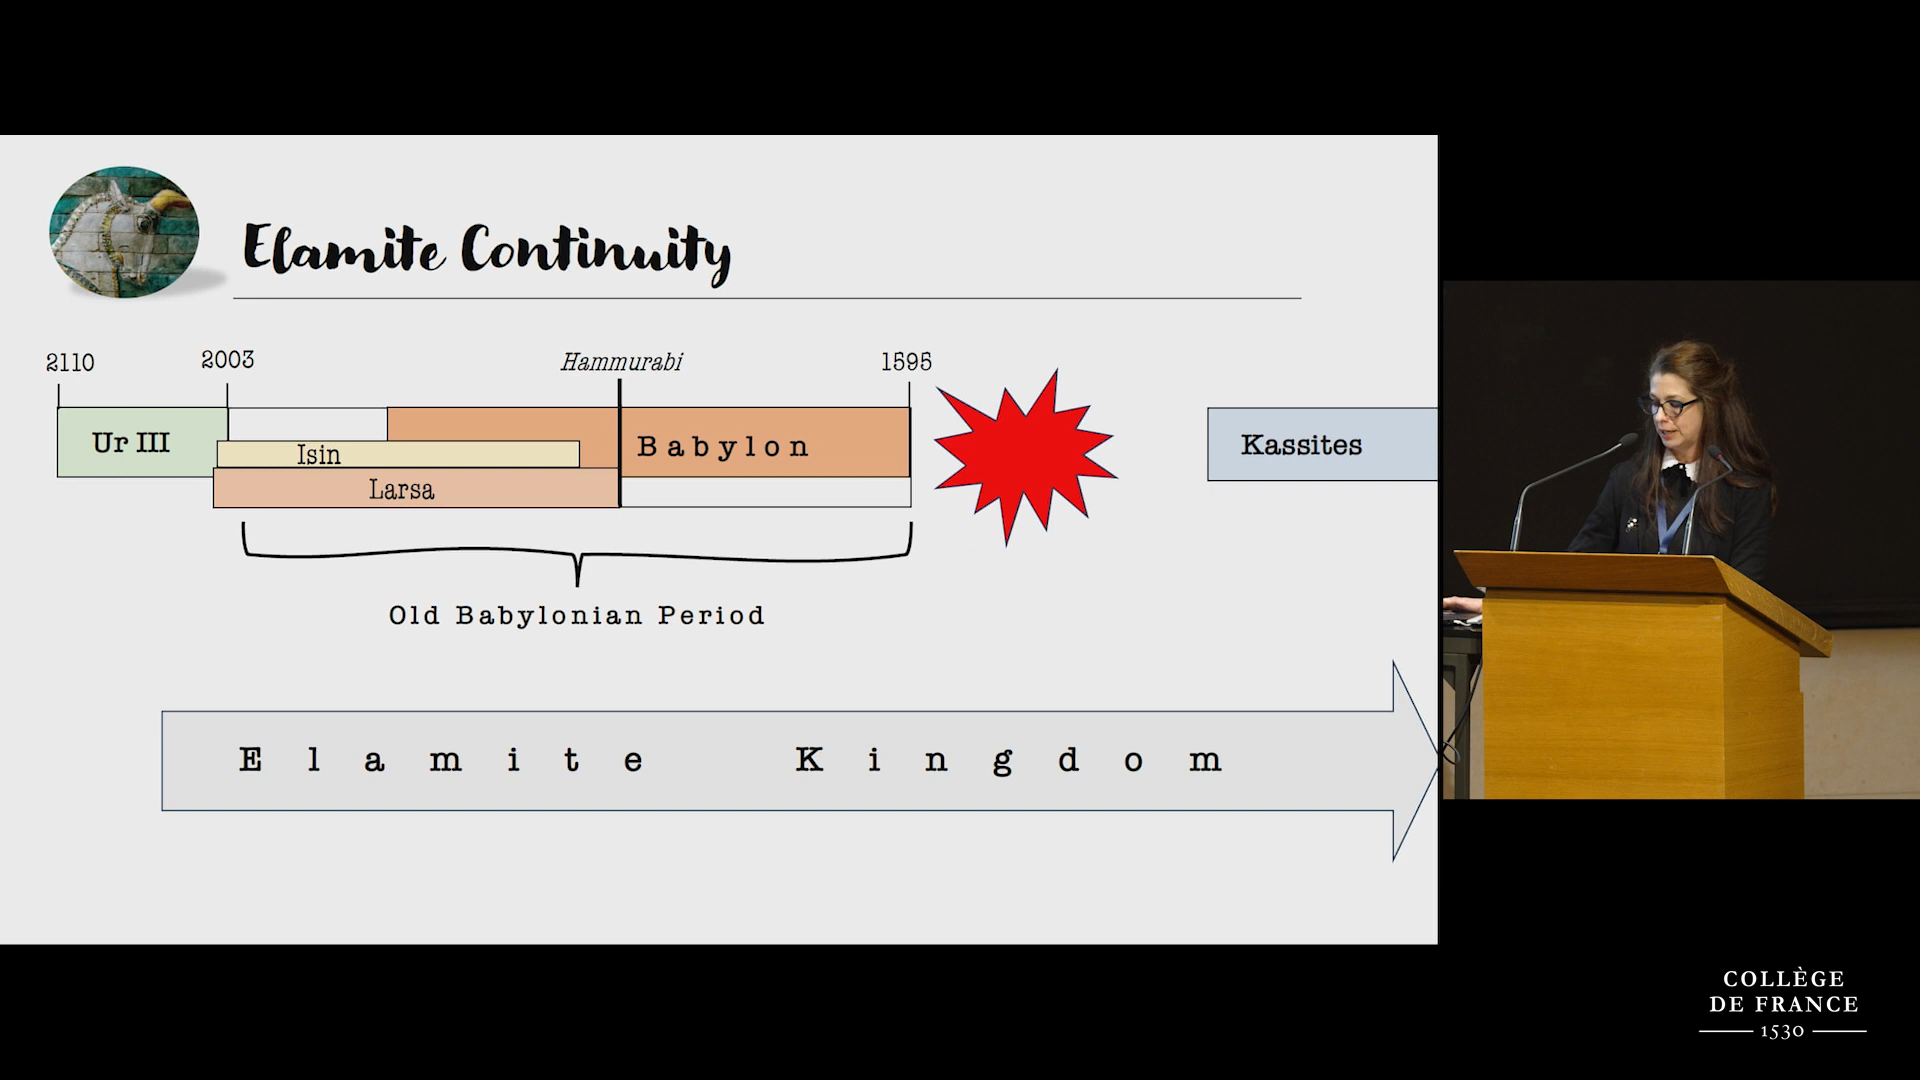 Elamite Continuity
2110
2003
Hammurabi
1595
Ur III
Isin
Larsa
Babylon
Kassites
Old Babylonian Period
Elamite Kingdom
COLLÈGE
DE FRANCE
1530